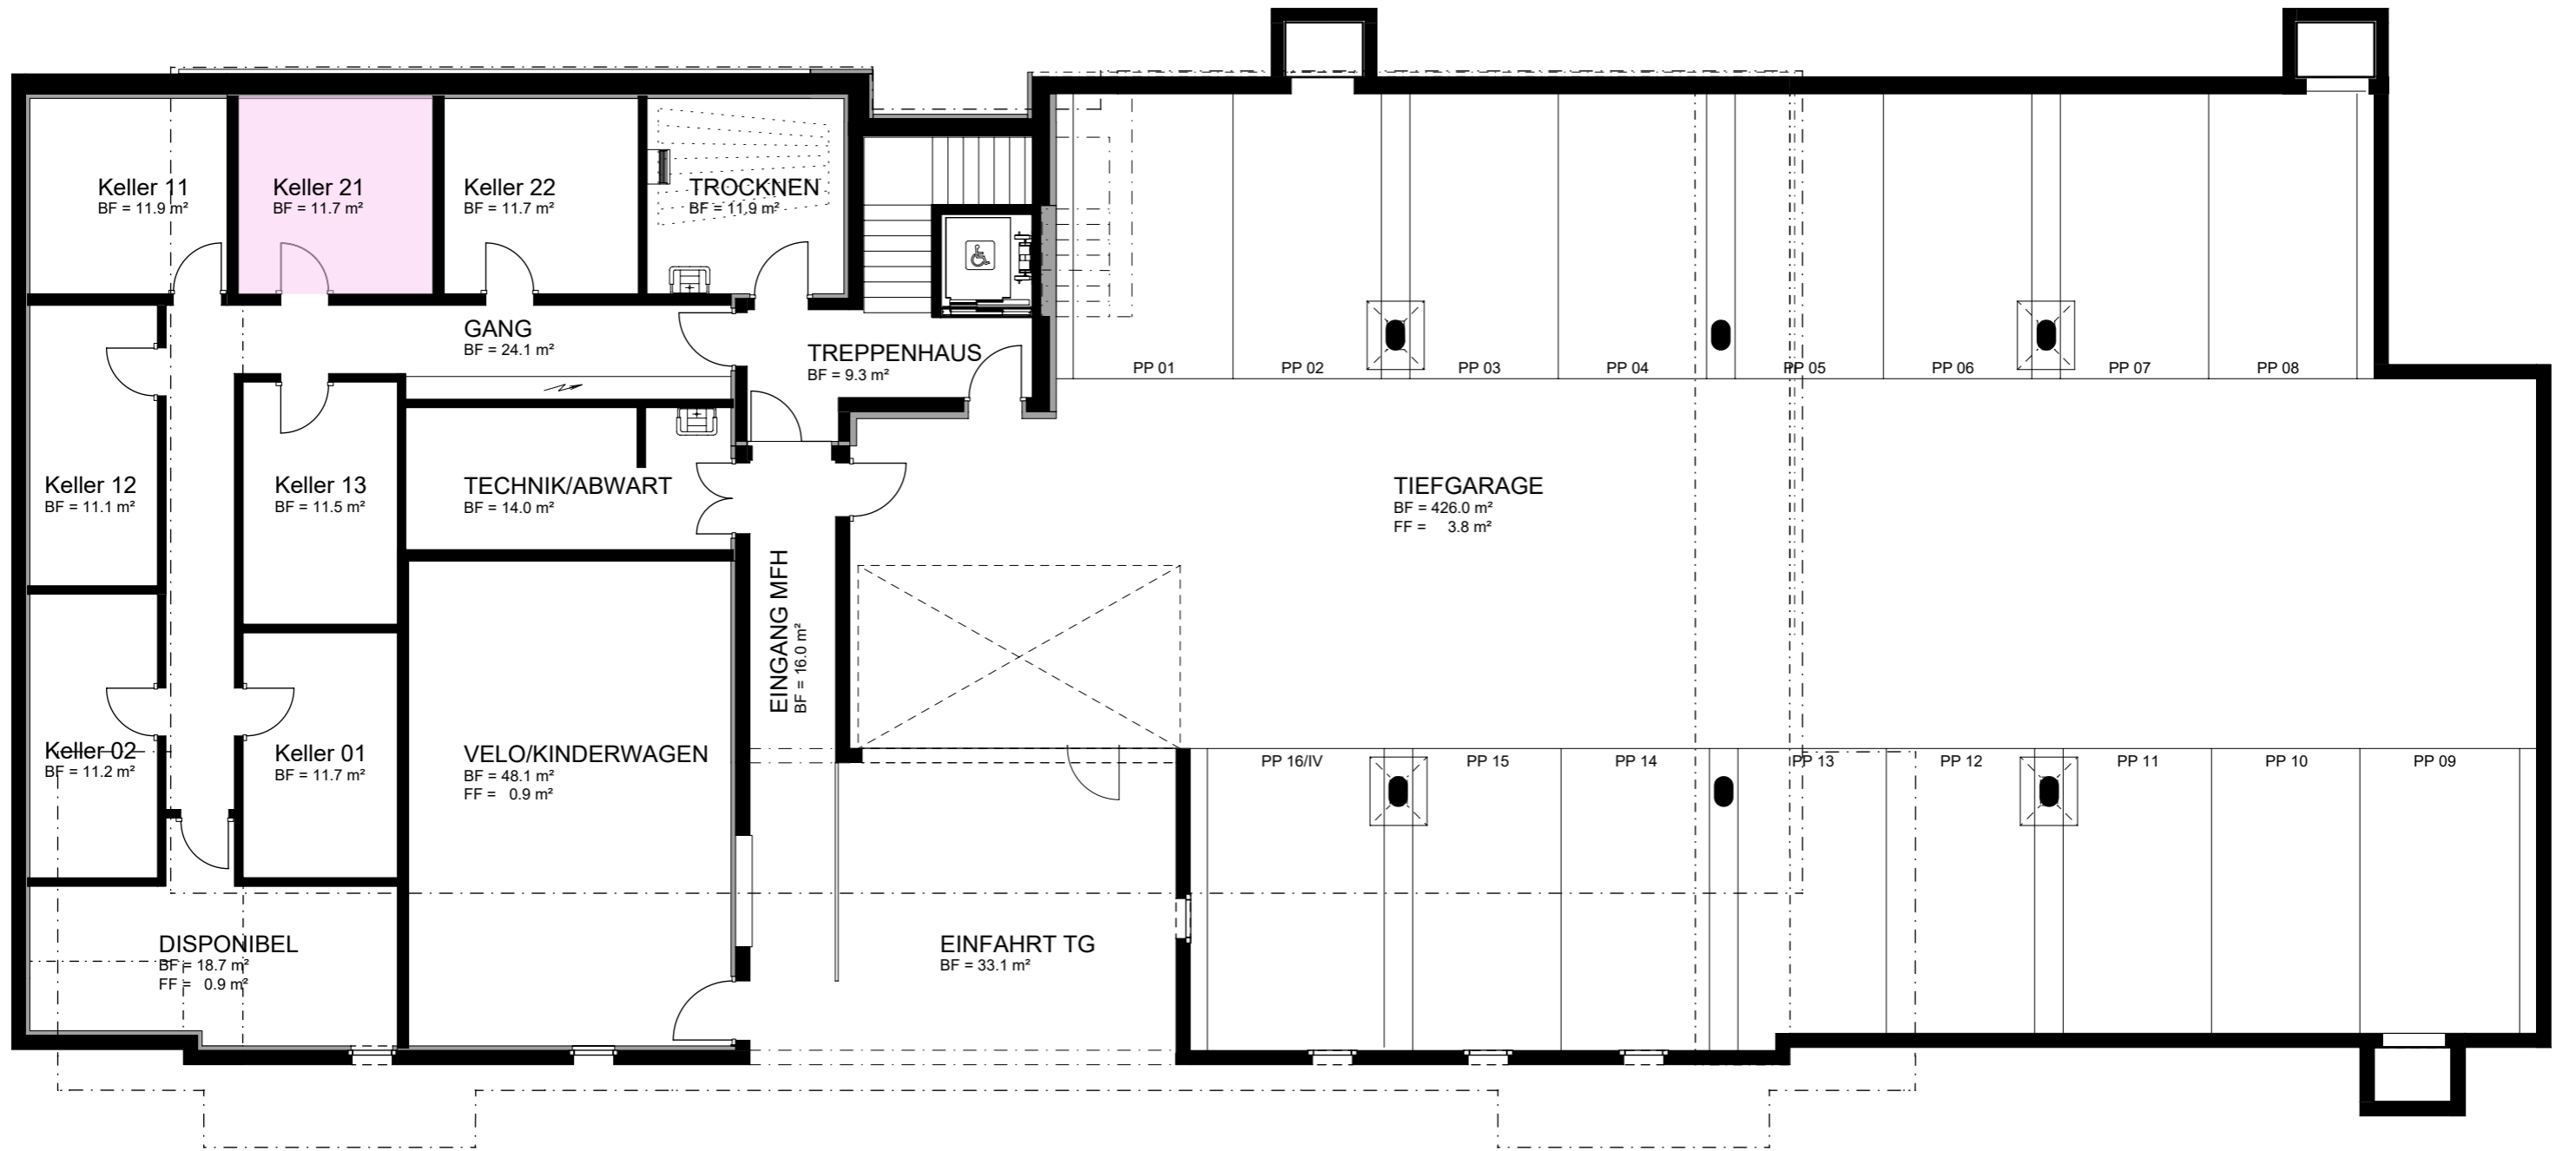 Keller 11
BF = 11.9 m²
Keller 21
BF = 11.7 m²
Keller 22
BF = 11.7 m²
TROCKNEN
BF = 11.9 m²
GANG
BF = 24.1 m²
TREPPENHAUS
BF = 9.3 m²
PP 01
PP 02
PP 03
PP 04
PP 05
PP 06
PP 07
PP 08
Keller 12
BF = 11.1 m²
Keller 13
BF = 11.5 m²
TECHNIK/ABWART
BF = 14.0 m²
TIEFGARAGE
BF = 426.0 m²
FF = 3.8 m²
EINGANG MFH
BF = 16.0 m²
Keller 02
BF = 11.2 m²
Keller 01
BF = 11.7 m²
VELO/KINDERWAGEN
BF = 48.1 m²
FF = 0.9 m²
PP 16/IV
PP 15
PP 14
PP 13
PP 12
PP 11
PP 10
PP 09
DISPONIBEL
BF = 18.7 m²
FF = 0.9 m²
EINFAHRT TG
BF = 33.1 m²